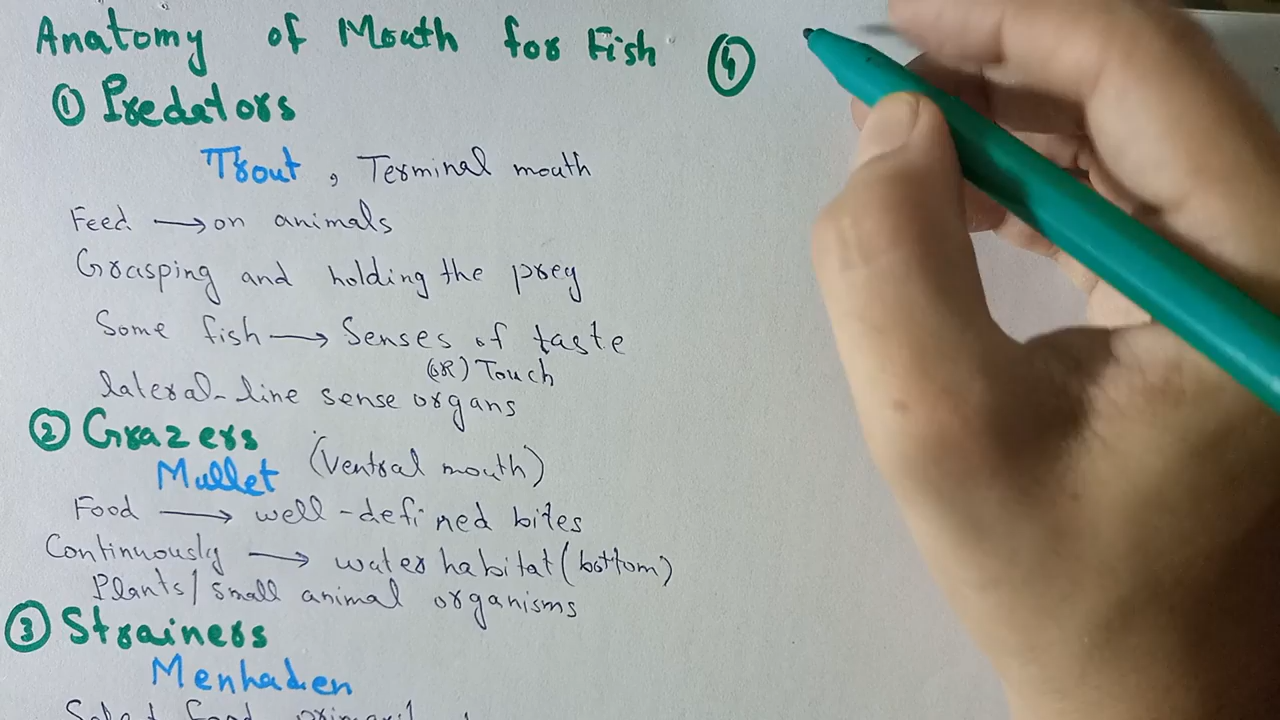 Anatomy of Mouth for Fish
① Predators
Trout, Terminal mouth
Feed → on animals
Grasping and holding the prey
Some fish → Senses of taste
(OR) Touch
lateral-line sense organs
② Grazers
Mullet (Ventral mouth)
Food → well-defined bites
Continuously → water habitat (bottom)
Plants/small animal organisms
③ Strainers
Menhaden
Select food
④